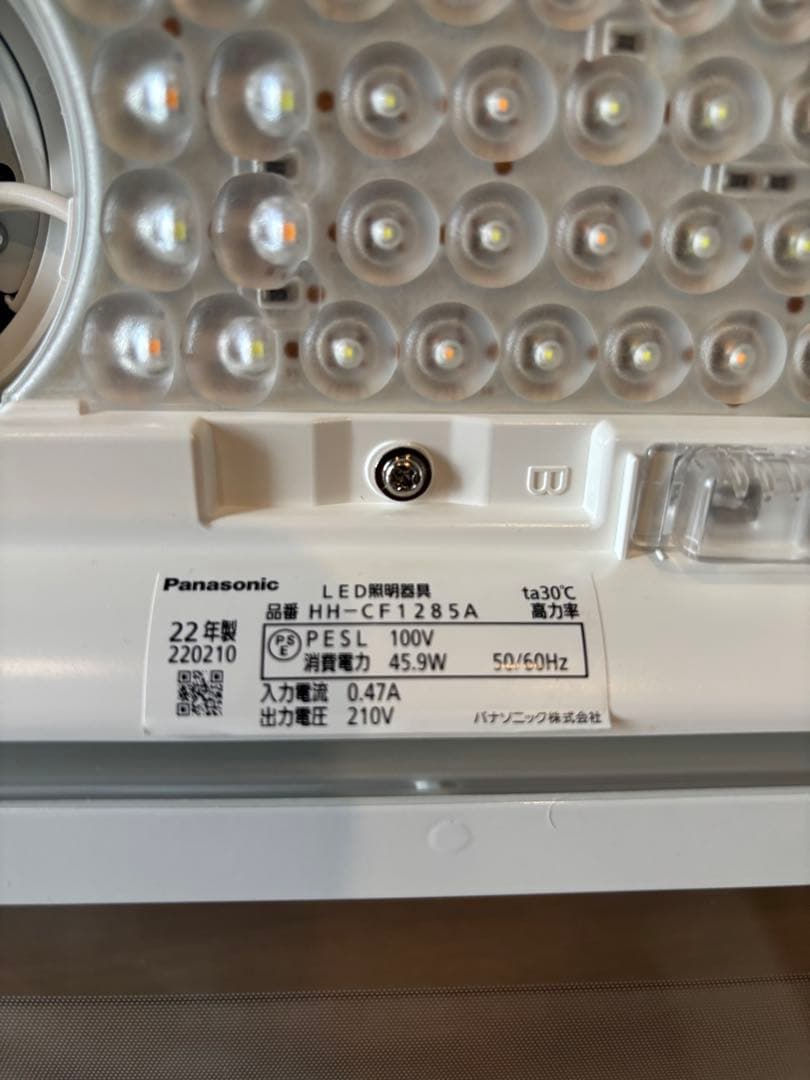 B
Panasonic
LED照明器具
ta30℃
品番 HH-CF1285A
高力率
22年製
220210
PSE
PESL 100V
消費電力 45.9W 50/60Hz
入力電流 0.47A
出力電圧 210V
パナソニック株式会社